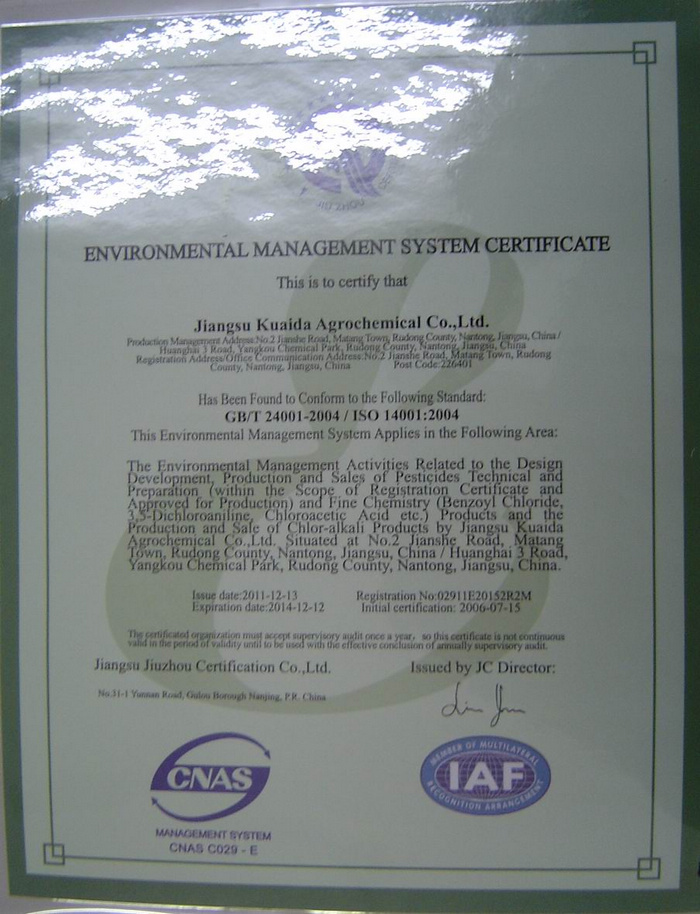 JIU ZHOU
ENVIRONMENTAL MANAGEMENT SYSTEM CERTIFICATE
This is to certify that
Jiangsu Kuaida Agrochemical Co.,Ltd.
Production Management Address:No.2 Jianshe Road, Matang Town, Rudong County, Nantong, Jiangsu, China /
Huanghai 3 Road, Yangkou Chemical Park, Rudong County, Nantong, Jiangsu, China
Registration Address/Office Communication Address:No.2 Jianshe Road, Matang Town, Rudong
County, Nantong, Jiangsu, China Post Code:226401
Has Been Found to Conform to the Following Standard:
GB/T 24001-2004 / ISO 14001:2004
This Environmental Management System Applies in the Following Area:
The Environmental Management Activities Related to the Design
Development, Production and Sales of Pesticides Technical and
Preparation (within the Scope of Registration Certificate and
Approved for Production) and Fine Chemistry (Benzoyl Chloride,
3,5-Dichloroaniline, Chloroacetic Acid etc.) Products and the
Production and Sale of Chlor-alkali Products by Jiangsu Kuaida
Agrochemical Co.,Ltd. Situated at No.2 Jianshe Road, Matang
Town, Rudong County, Nantong, Jiangsu, China / Huanghai 3 Road,
Yangkou Chemical Park, Rudong County, Nantong, Jiangsu, China.
Issue date:2011-12-13 Registration No:02911E20152R2M
Expiration date:2014-12-12 Initial certification: 2006-07-15
The certificated organization must accept supervisory audit once a year, so this certificate is not continuous
valid in the period of validity until to be used with the effective conclusion of annually supervisory audit.
Jiangsu Jiuzhou Certification Co.,Ltd. Issued by JC Director:
No.31-1 Yunnan Road, Gulou Borough Nanjing, P.R. China
CNAS
MANAGEMENT SYSTEM
CNAS C029 - E
MEMBER OF MULTILATERAL
IAF
RECOGNITION ARRANGEMENT